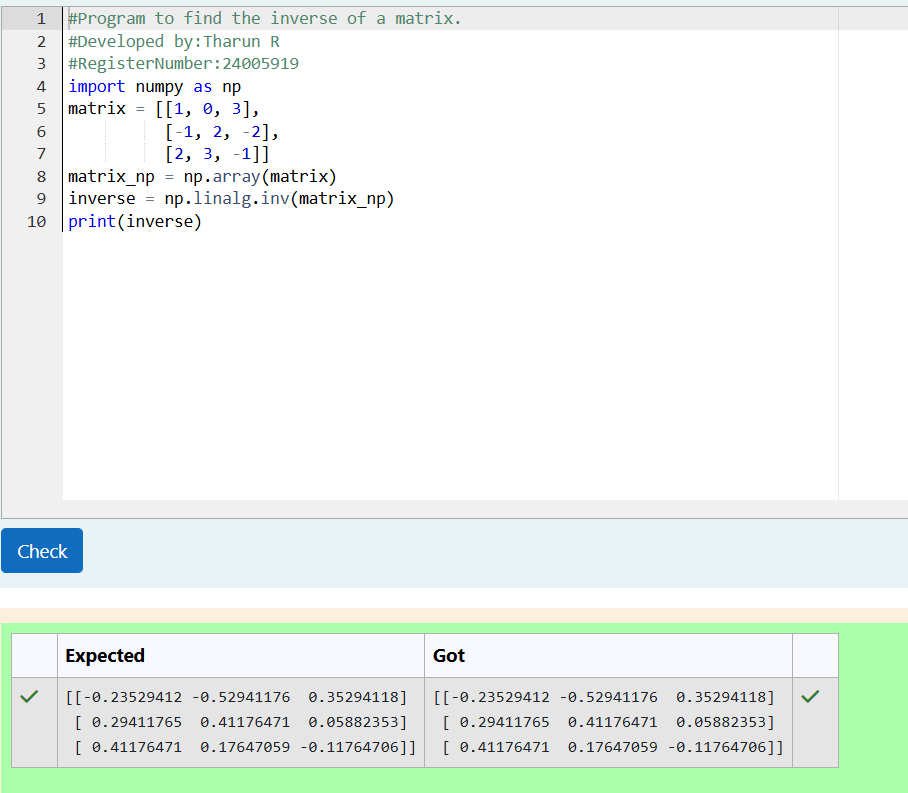 1 #Program to find the inverse of a matrix.
2 #Developed by:Tharun R
3 #RegisterNumber:24005919
4 import numpy as np
5 matrix = [[1, 0, 3],
6           [-1, 2, -2],
7           [2, 3, -1]]
8 matrix_np = np.array(matrix)
9 inverse = np.linalg.inv(matrix_np)
10 print(inverse)
Check
Expected Got
[[-0.23529412 -0.52941176  0.35294118] [[-0.23529412 -0.52941176  0.35294118]
 [ 0.29411765  0.41176471  0.05882353]  [ 0.29411765  0.41176471  0.05882353]
 [ 0.41176471  0.17647059 -0.11764706]]  [ 0.41176471  0.17647059 -0.11764706]]